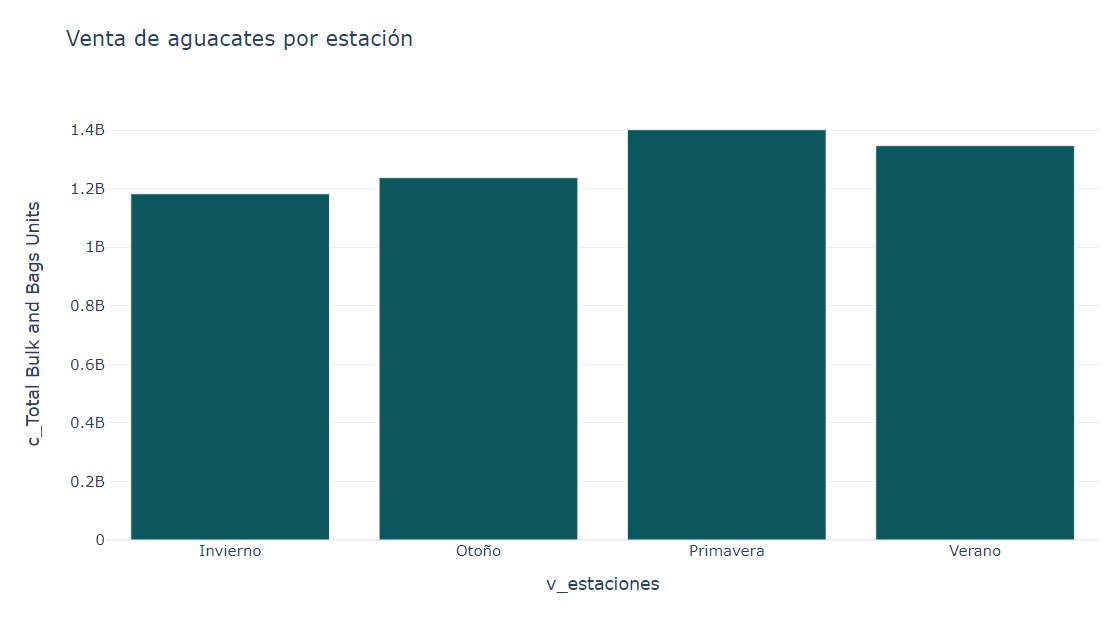 Venta de aguacates por estación
1.4B
1.2B
1B
0.8B
0.6B
0.4B
0.2B
0
c_Total Bulk and Bags Units
Invierno
Otoño
Primavera
Verano
v_estaciones